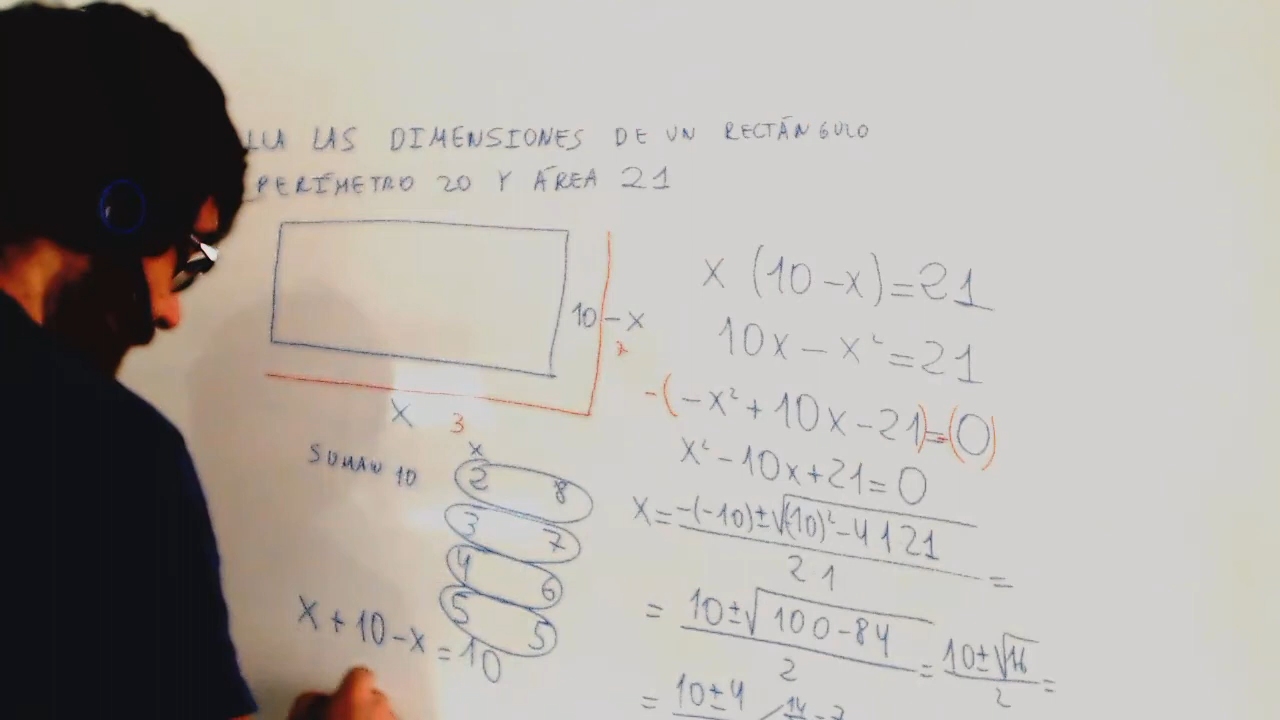 LLA LAS DIMENSIONES DE UN RECTÁNGULO
PERÍMETRO 20 Y ÁREA 21
10-x
x 3
SUMAN 10
x
2 8
3 7
4 6
5 5
x+10-x=10
x (10-x)=21
10x-x²=21
-(-x²+10x-21)=(0)
x²-10x+21=0
x=-(-10)±√(10)²-4 1 21
2 1 =
= 10±√100-84
2
= 10±√16
2 =
= 10±4
14